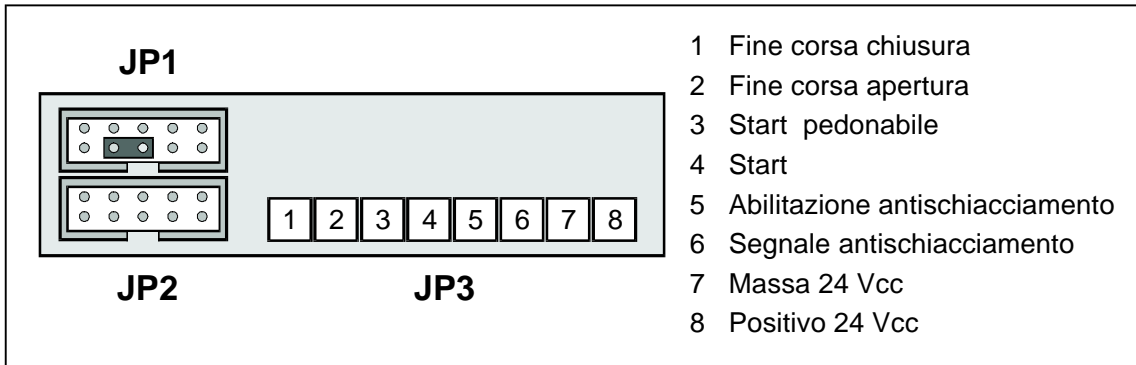 JP1
1 2 3 4 5 6 7 8
JP2 JP3
1 Fine corsa chiusura
2 Fine corsa apertura
3 Start pedonabile
4 Start
5 Abilitazione antischiacciamento
6 Segnale antischiacciamento
7 Massa 24 Vcc
8 Positivo 24 Vcc